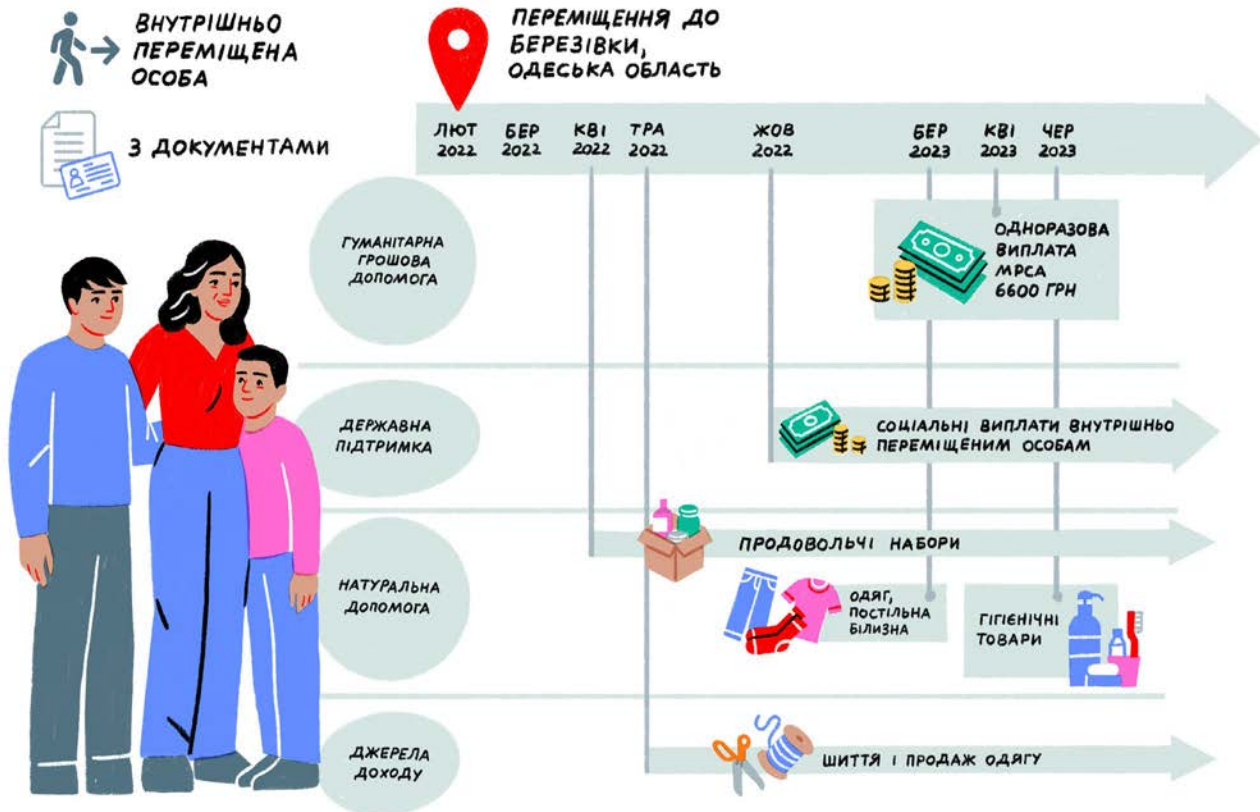 ВНУТРІШНЬО
ПЕРЕМІЩЕНА
ОСОБА
З ДОКУМЕНТАМИ
ПЕРЕМІЩЕННЯ ДО
БЕРЕЗІВКИ,
ОДЕСЬКА ОБЛАСТЬ
ЛЮТ
2022
БЕР
2022
КВІ
2022
ТРА
2022
ЖОВ
2022
БЕР
2023
КВІ
2023
ЧЕР
2023
ГУМАНІТАРНА
ГРОШОВА
ДОПОМОГА
ОДНОРАЗОВА
ВИПЛАТА
МРСА
6600 ГРН
ДЕРЖАВНА
ПІДТРИМКА
СОЦІАЛЬНІ ВИПЛАТИ ВНУТРІШНЬО
ПЕРЕМІЩЕНИМ ОСОБАМ
НАТУРАЛЬНА
ДОПОМОГА
ПРОДОВОЛЬЧІ НАБОРИ
ОДЯГ,
ПОСТІЛЬНА
БІЛИЗНА
ГІГІЄНІЧНІ
ТОВАРИ
ДЖЕРЕЛА
ДОХОДУ
ШИТТЯ І ПРОДАЖ ОДЯГУ